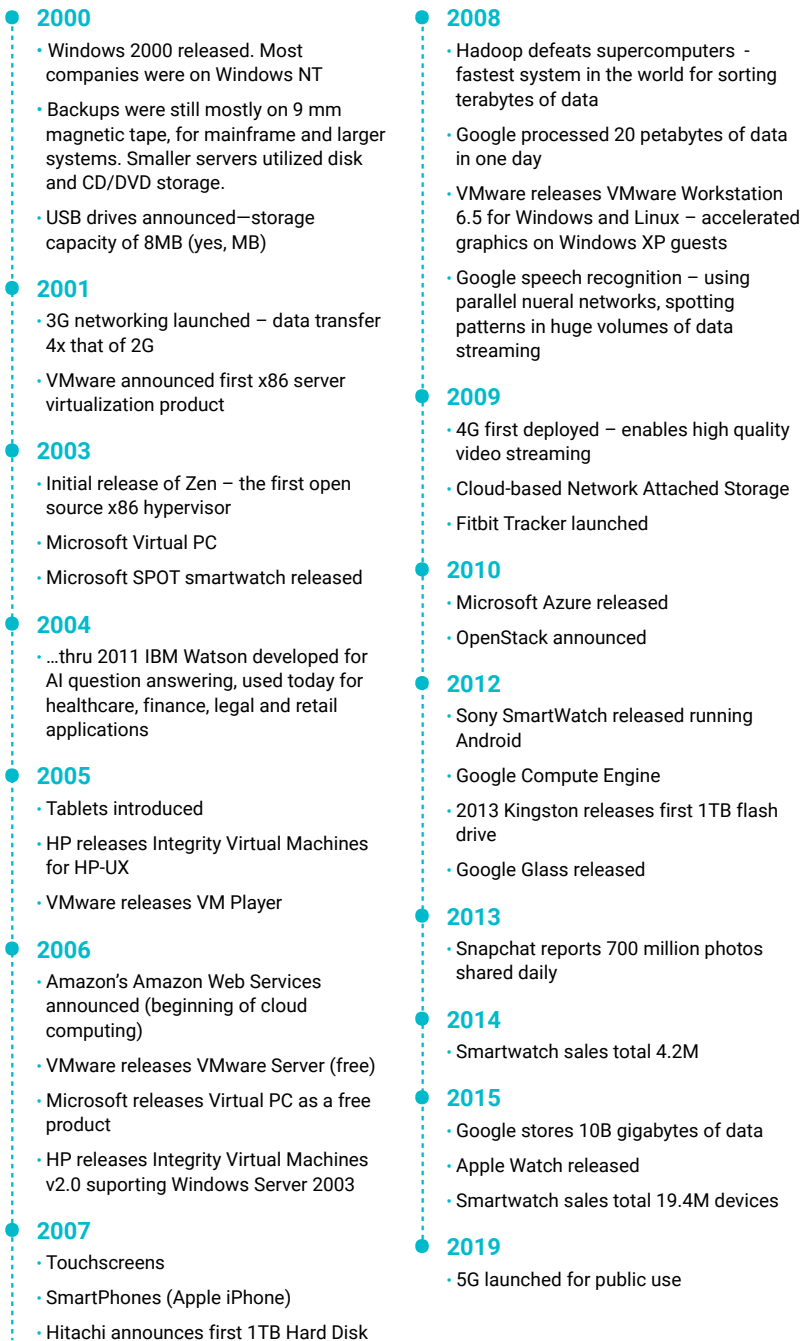 2000
· Windows 2000 released. Most
companies were on Windows NT
· Backups were still mostly on 9 mm
magnetic tape, for mainframe and larger
systems. Smaller servers utilized disk
and CD/DVD storage.
· USB drives announced—storage
capacity of 8MB (yes, MB)
2001
· 3G networking launched – data transfer
4x that of 2G
· VMware announced first x86 server
virtualization product
2003
· Initial release of Zen – the first open
source x86 hypervisor
· Microsoft Virtual PC
· Microsoft SPOT smartwatch released
2004
· …thru 2011 IBM Watson developed for
AI question answering, used today for
healthcare, finance, legal and retail
applications
2005
· Tablets introduced
· HP releases Integrity Virtual Machines
for HP-UX
· VMware releases VM Player
2006
· Amazon's Amazon Web Services
announced (beginning of cloud
computing)
· VMware releases VMware Server (free)
· Microsoft releases Virtual PC as a free
product
· HP releases Integrity Virtual Machines
v2.0 suporting Windows Server 2003
2007
· Touchscreens
· SmartPhones (Apple iPhone)
· Hitachi announces first 1TB Hard Disk
2008
· Hadoop defeats supercomputers -
fastest system in the world for sorting
terabytes of data
· Google processed 20 petabytes of data
in one day
· VMware releases VMware Workstation
6.5 for Windows and Linux – accelerated
graphics on Windows XP guests
· Google speech recognition – using
parallel nueral networks, spotting
patterns in huge volumes of data
streaming
2009
· 4G first deployed – enables high quality
video streaming
· Cloud-based Network Attached Storage
· Fitbit Tracker launched
2010
· Microsoft Azure released
· OpenStack announced
2012
· Sony SmartWatch released running
Android
· Google Compute Engine
· 2013 Kingston releases first 1TB flash
drive
· Google Glass released
2013
· Snapchat reports 700 million photos
shared daily
2014
· Smartwatch sales total 4.2M
2015
· Google stores 10B gigabytes of data
· Apple Watch released
· Smartwatch sales total 19.4M devices
2019
· 5G launched for public use